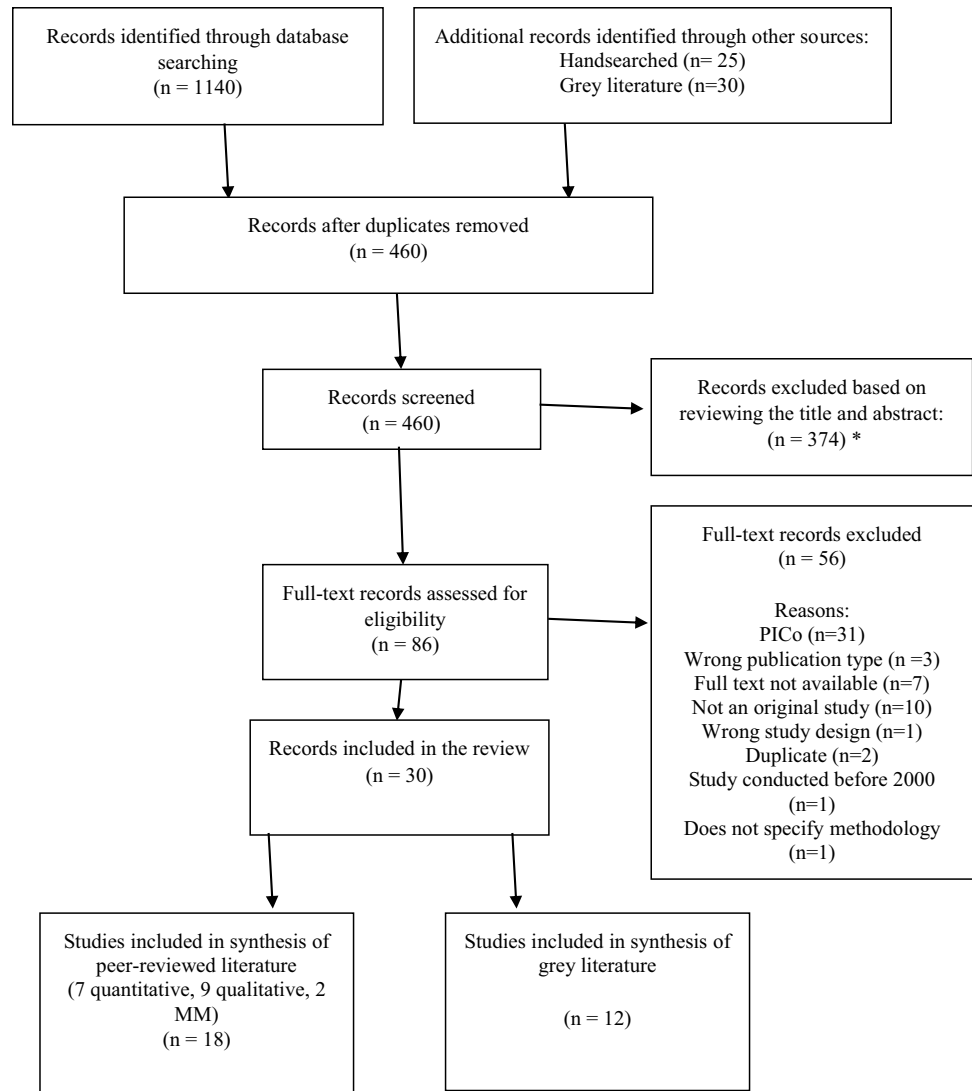 Records identified through database
searching
(n = 1140)
Additional records identified through other sources:
Handsearched (n= 25)
Grey literature (n=30)
Records after duplicates removed
(n = 460)
Records screened
(n = 460)
Records excluded based on
reviewing the title and abstract:
(n = 374) *
Full-text records assessed for
eligibility
(n = 86)
Full-text records excluded
(n = 56)
Reasons:
PICo (n=31)
Wrong publication type (n =3)
Full text not available (n=7)
Not an original study (n=10)
Wrong study design (n=1)
Duplicate (n=2)
Study conducted before 2000
(n=1)
Does not specify methodology
(n=1)
Records included in the review
(n = 30)
Studies included in synthesis of
peer-reviewed literature
(7 quantitative, 9 qualitative, 2
MM)
(n = 18)
Studies included in synthesis of
grey literature
(n = 12)